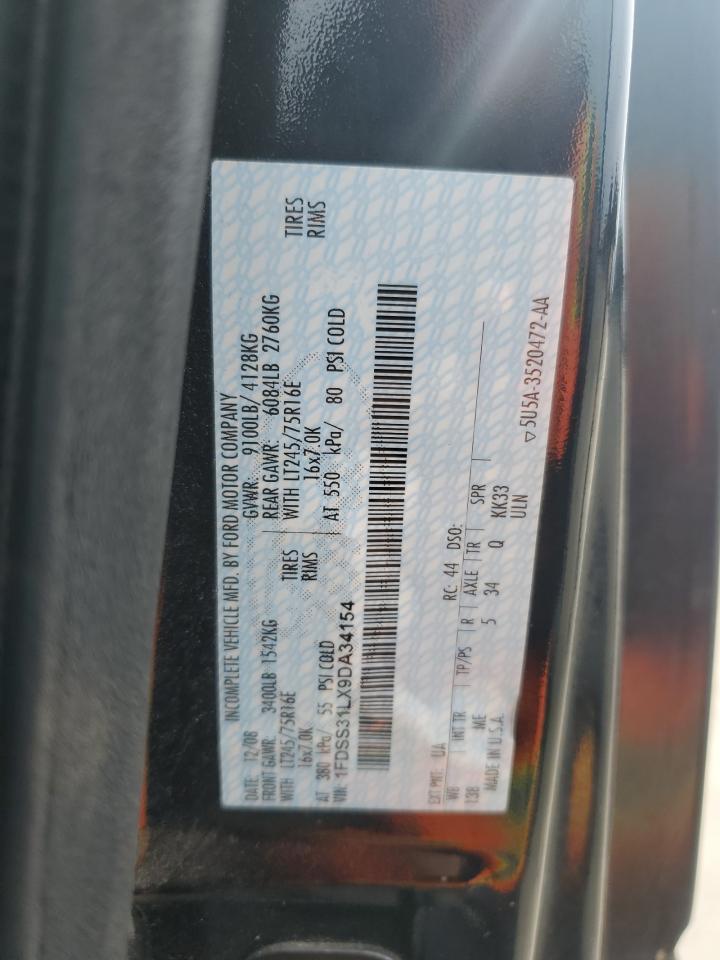 INCOMPLETE VEHICLE MFD. BY FORD MOTOR COMPANY
DATE: 12/08 GVWR: 9100LB/ 4128KG
FRONT GAWR: 3400LB 1542KG REAR GAWR: 6084LB 2760KG
WITH LT245/75R16E TIRES WITH LT245/75R16E TIRES
16x7.0K RIMS 16x7.0K RIMS
AT 380 kPa/ 55 PSI COLD AT 550 kPa/ 80 PSI COLD
VIN: 1FDSS31LX9DA34154
EXT PNT: UA RC: 44 DSO:
WB INT TR TP/PS R AXLE TR SPR
138 ME 5 34 Q KK33
MADE IN U.S.A. ULN
▽5U5A-3520472-AA